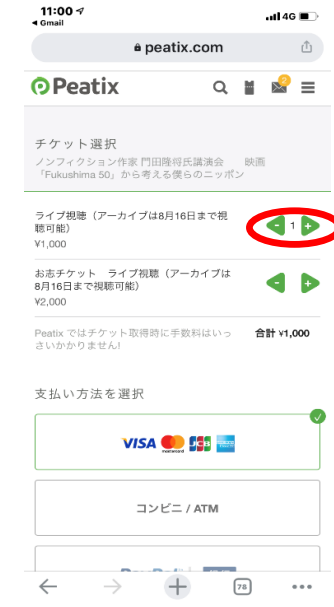 11:00
4G
Gmail
peatix.com
Peatix
2
チケット選択
ノンフィクション作家 門田隆将氏講演会　映画
「Fukushima 50」から考える僕らのニッポン
ライブ視聴（アーカイブは8月16日まで視
聴可能）
¥1,000
- 1 +
お志チケット　ライブ視聴（アーカイブは
8月16日まで視聴可能）
¥2,000
- +
Peatix ではチケット取得時に手数料はいっ
さいかかりません!
合計 ¥1,000
支払い方法を選択
VISA mastercard JCB
コンビニ / ATM
78